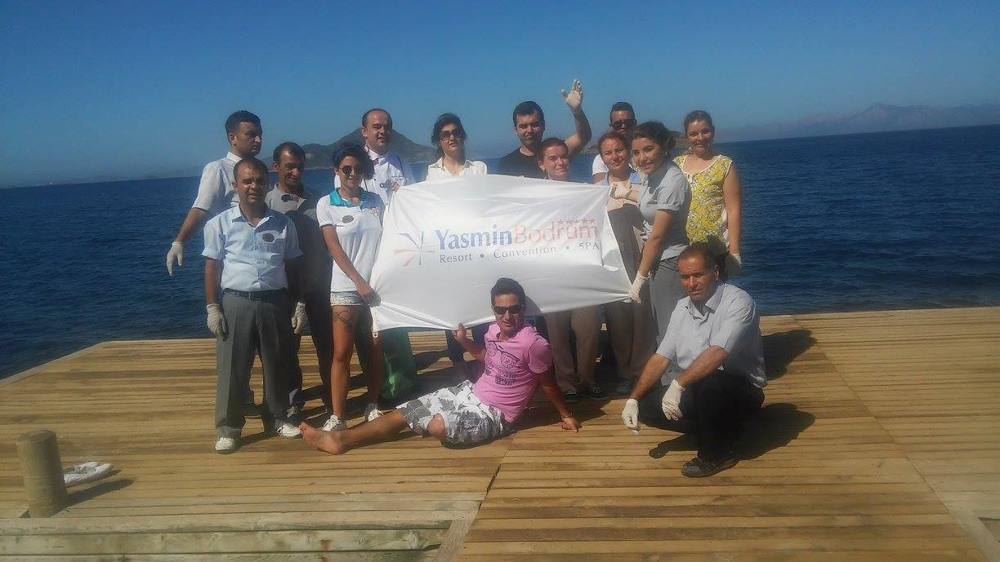 YasminBodrum
Resort • Convention • SPA